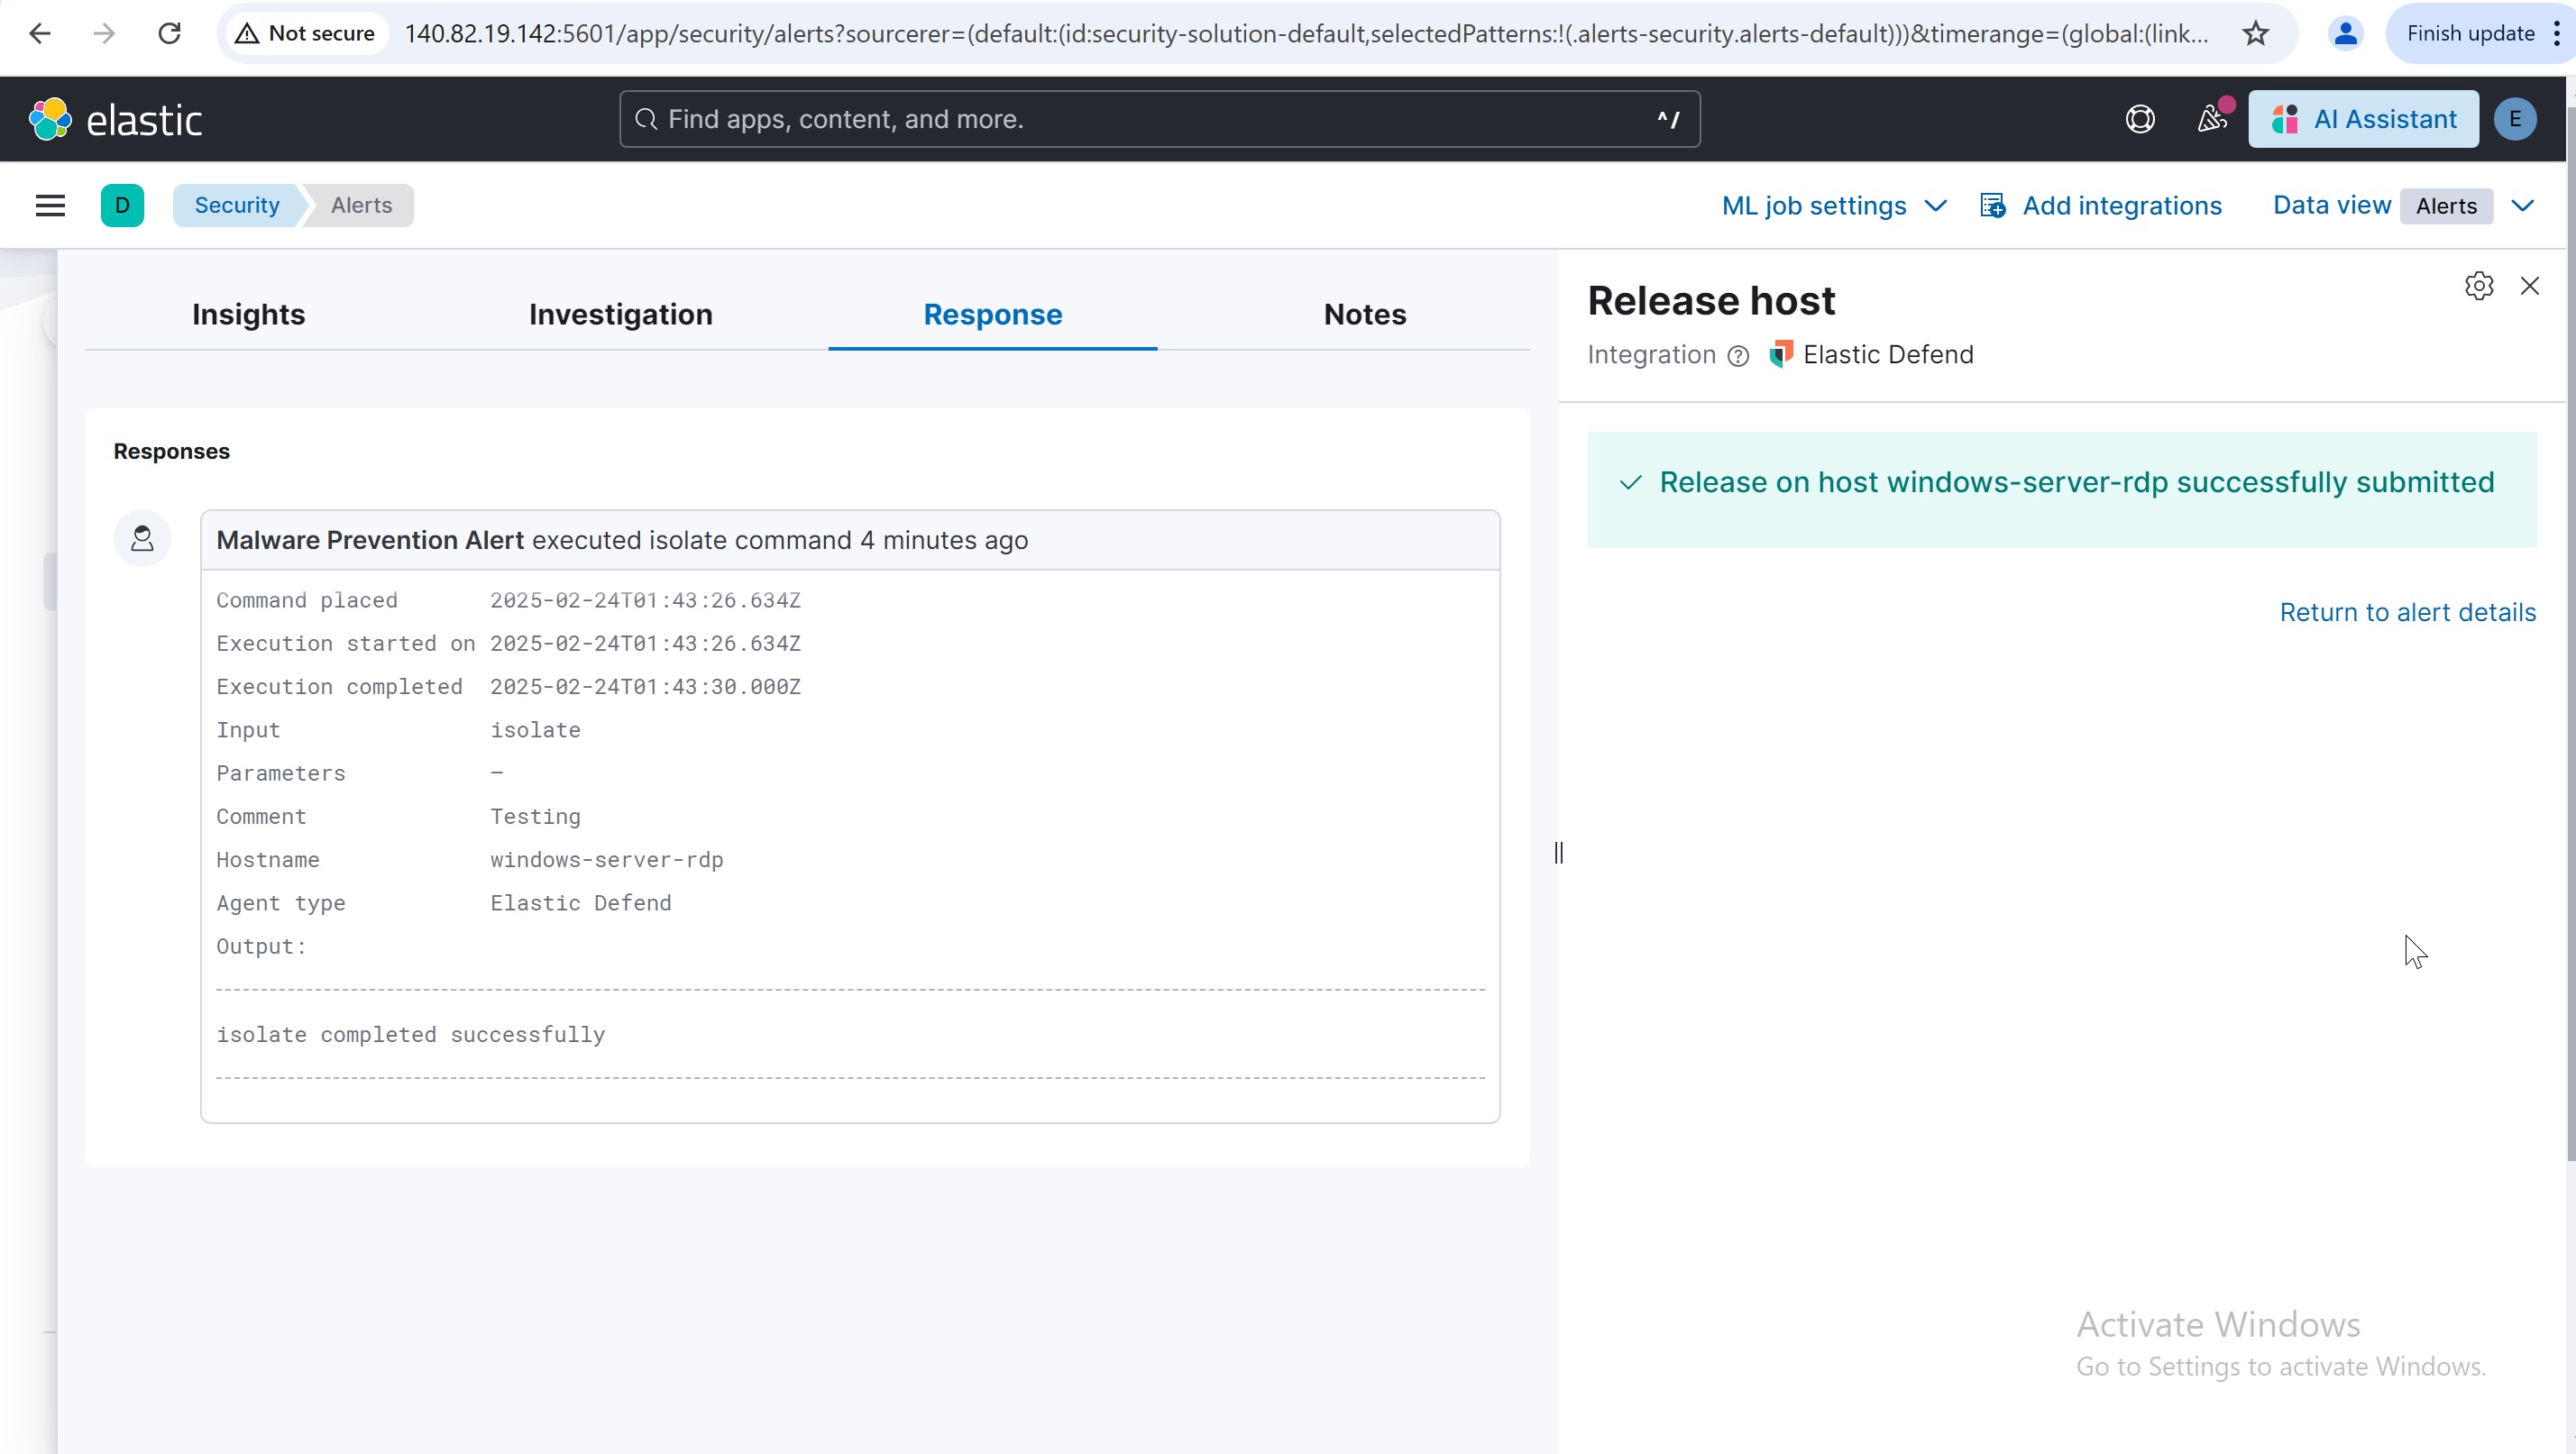 Not secure
140.82.19.142:5601/app/security/alerts?sourcerer=(default:(id:security-solution-default,selectedPatterns:!(.alerts-security.alerts-default)))&timerange=(global:(link...
Finish update
elastic
Find apps, content, and more.
^/
AI Assistant
E
D
Security
Alerts
ML job settings
Add integrations
Data view
Alerts
Insights
Investigation
Response
Notes
Responses
Malware Prevention Alert executed isolate command 4 minutes ago
Command placed 2025-02-24T01:43:26.634Z
Execution started on 2025-02-24T01:43:26.634Z
Execution completed 2025-02-24T01:43:30.000Z
Input isolate
Parameters —
Comment Testing
Hostname windows-server-rdp
Agent type Elastic Defend
Output:
isolate completed successfully
Release host
Integration Elastic Defend
Release on host windows-server-rdp successfully submitted
Return to alert details
Activate Windows
Go to Settings to activate Windows.